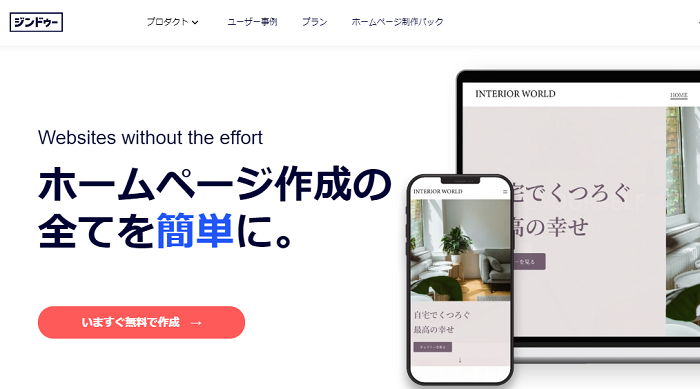 ジンドゥー
プロダクト
ユーザー事例
プラン
ホームページ制作パック
Websites without the effort
ホームページ作成の
全てを簡単に。
いますぐ無料で作成 →
INTERIOR WORLD
HOME
宅でくつろぐ
高の幸せ
ーを見る
INTERIOR WORLD
自宅でくつろぐ
最高の幸せ